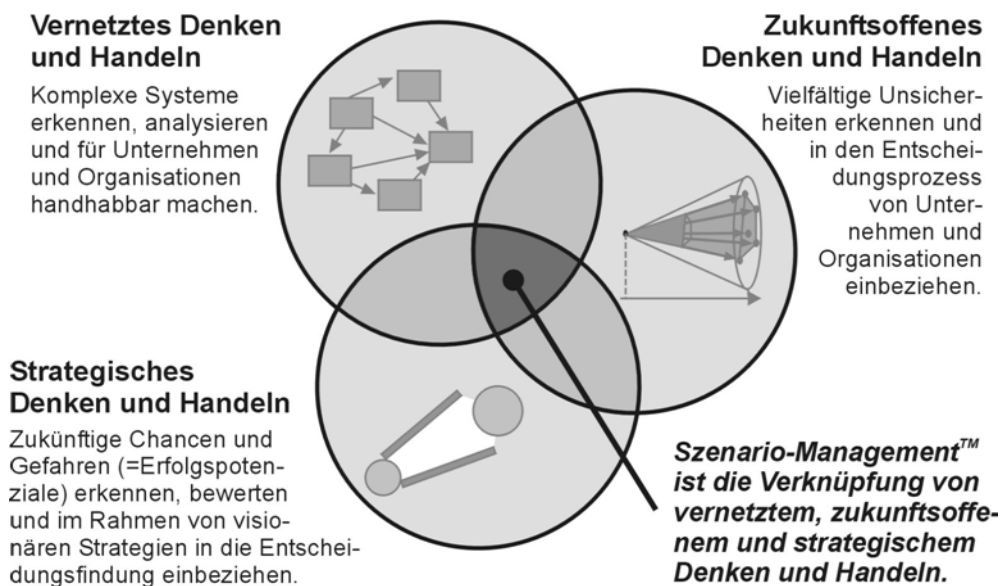 Vernetztes Denken
und Handeln
Komplexe Systeme
erkennen, analysieren
und für Unternehmen
und Organisationen
handhabbar machen.
Zukunftsoffenes
Denken und Handeln
Vielfältige Unsicher-
heiten erkennen und
in den Entschei-
dungsprozess
von Unter-
nehmen und
Organisationen
einbeziehen.
Strategisches
Denken und Handeln
Zukünftige Chancen und
Gefahren (=Erfolgspoten-
ziale) erkennen, bewerten
und im Rahmen von visio-
nären Strategien in die Entschei-
dungsfindung einbeziehen.
Szenario-Management™
ist die Verknüpfung von
vernetztem, zukunftsoffe-
nem und strategischem
Denken und Handeln.